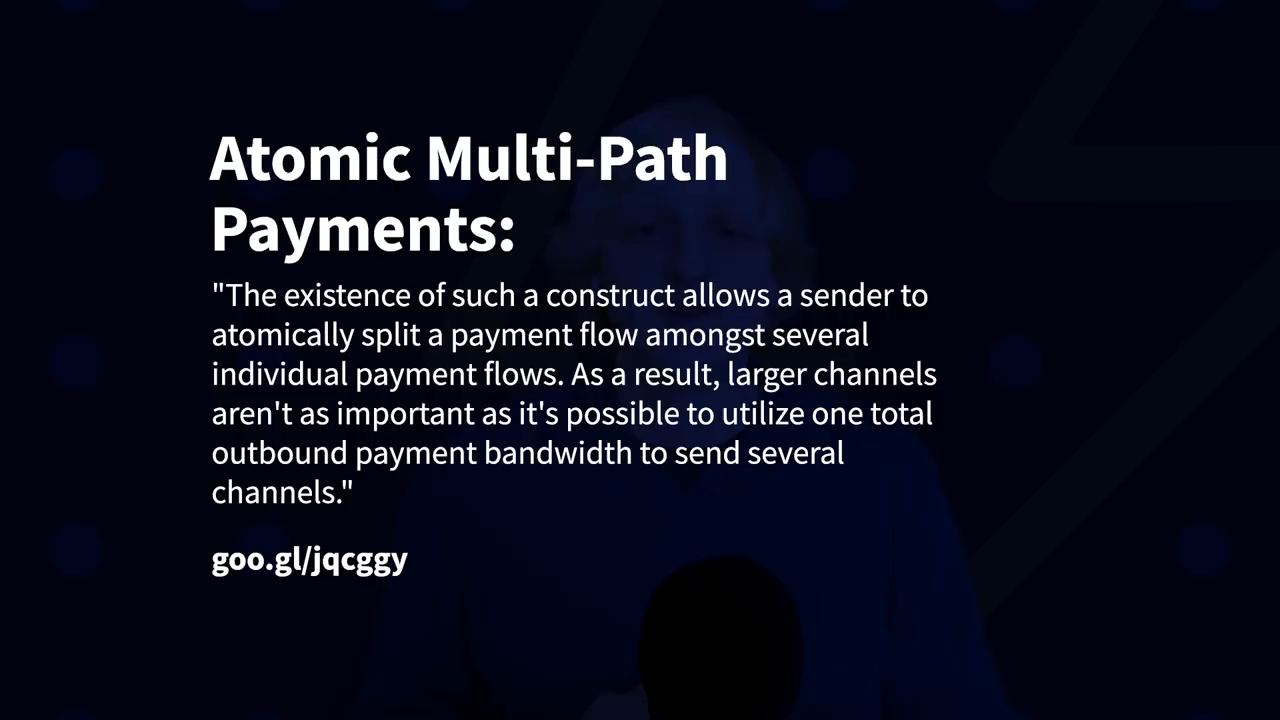 Atomic Multi-Path
Payments:
"The existence of such a construct allows a sender to
atomically split a payment flow amongst several
individual payment flows. As a result, larger channels
aren't as important as it's possible to utilize one total
outbound payment bandwidth to send several
channels."
goo.gl/jqcggy